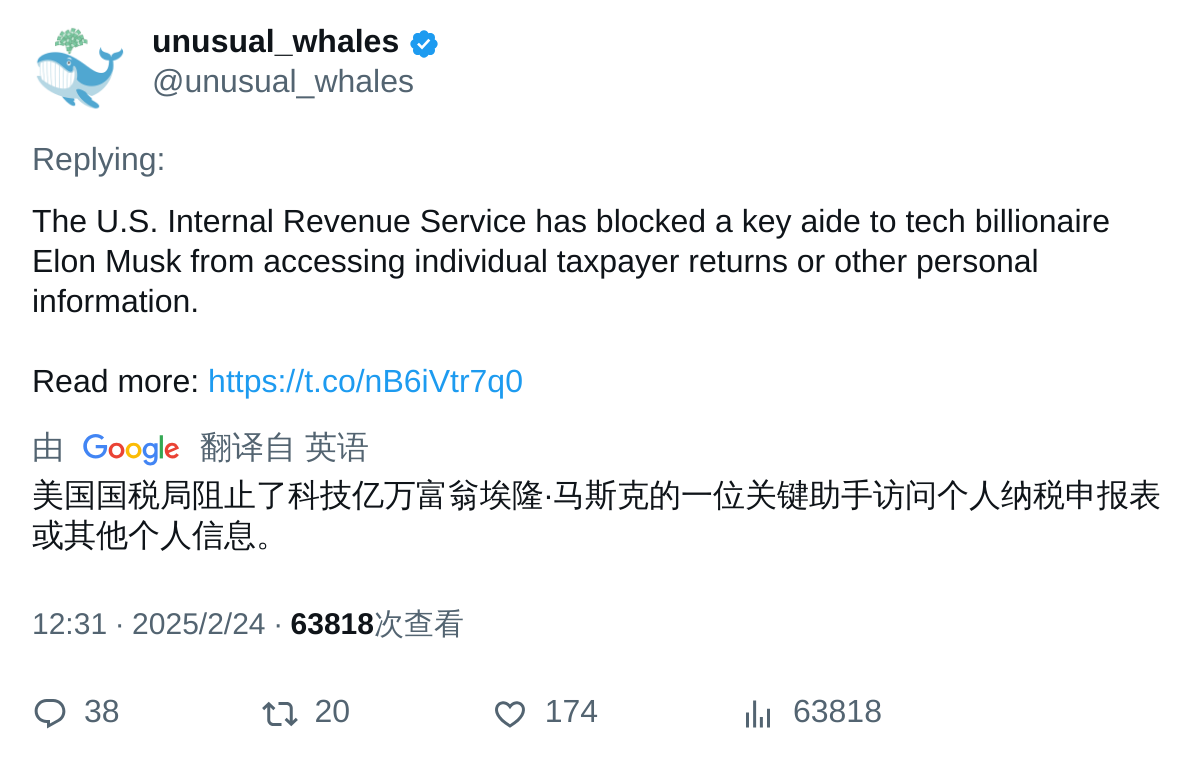 unusual_whales
@unusual_whales
Replying:
The U.S. Internal Revenue Service has blocked a key aide to tech billionaire
Elon Musk from accessing individual taxpayer returns or other personal
information.
Read more: https://t.co/nB6iVtr7q0
由 Google 翻译自 英语
美国国税局阻止了科技亿万富翁埃隆·马斯克的一位关键助手访问个人纳税申报表
或其他个人信息。
12:31 · 2025/2/24 · 63818次查看
38 20 174 63818